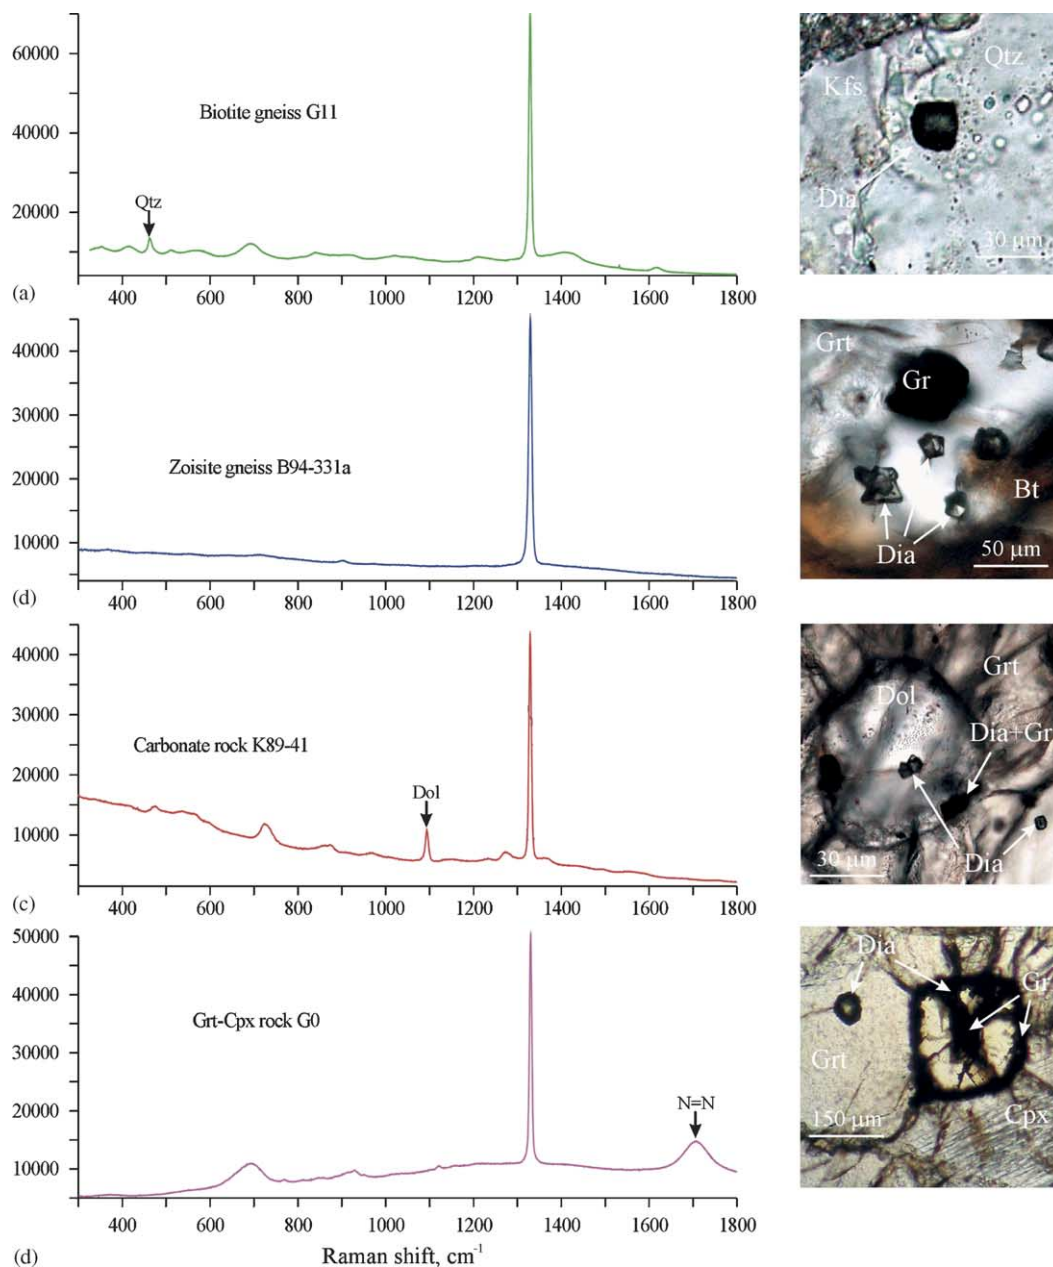 60000
40000
20000
Biotite gneiss G11
Qtz
400 600 800 1000 1200 1400 1600 1800
(a)
Qtz
Kfs
Dia
30 μm
40000
30000
20000
10000
Zoisite gneiss B94-331a
400 600 800 1000 1200 1400 1600 1800
(d)
Grt
Gr
Bt
Dia
50 μm
40000
30000
20000
10000
Carbonate rock K89-41
Dol
400 600 800 1000 1200 1400 1600 1800
(c)
Grt
Dol
Dia+Gr
Dia
30 μm
50000
40000
30000
20000
10000
Grt-Cpx rock G0
N=N
400 600 800 1000 1200 1400 1600 1800
(d)
Raman shift, cm⁻¹
Dia
Gr
Grt
Cpx
150 μm